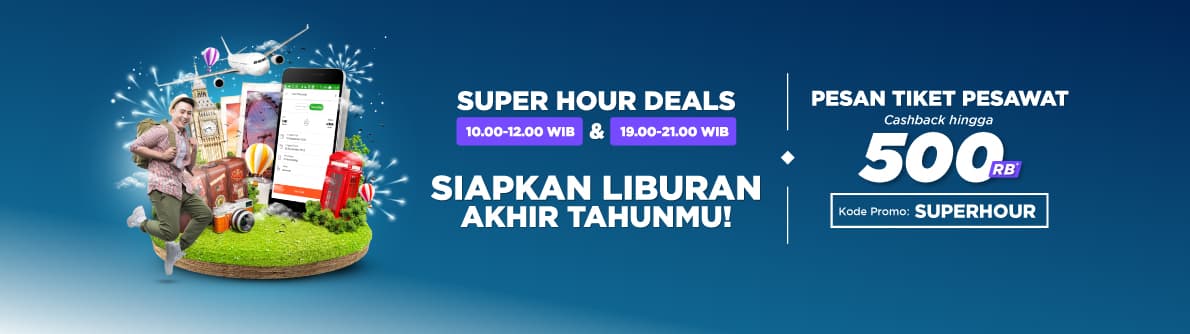 SUPER HOUR DEALS
10.00-12.00 WIB & 19.00-21.00 WIB
SIAPKAN LIBURAN
AKHIR TAHUNMU!
PESAN TIKET PESAWAT
Cashback hingga
500 RB*
Kode Promo: SUPERHOUR